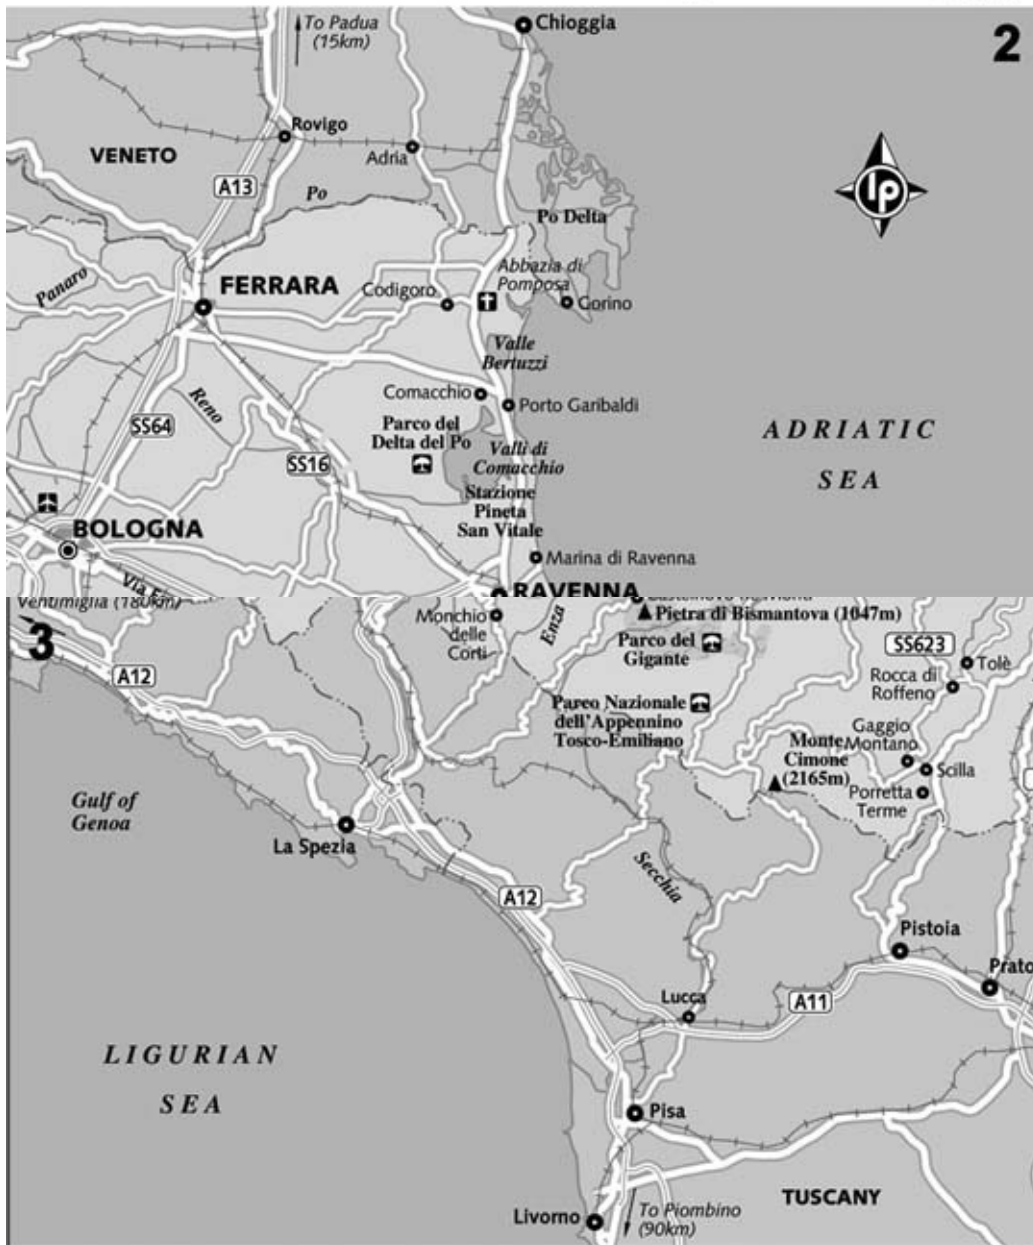 To Padua
(15km)
Chioggia
2
Rovigo
VENETO
Adria
A13
Po
lp
Po Delta
Panaro
FERRARA
Abbazia di
Pomposa
Codigoro
Gorino
Valle
Bertuzzi
Comacchio
Porto Garibaldi
Reno
SS64
Parco del
Delta del Po
ADRIATIC
SEA
Valli di
Comacchio
SS16
Stazione
Pineta
San Vitale
BOLOGNA
Marina di Ravenna
Via
RAVENNA
Ventimiglia (180km)
3
Monchio
delle
Corti
Enza
Pietra di Bismantova (1047m)
Parco del
Gigante
SS623
Tolè
Rocca di
Roffeno
A12
Parco Nazionale
dell'Appennino
Tosco-Emiliano
Gaggio
Montano
Monte
Cimone
(2165m)
Scilla
Porretta
Terme
Gulf of
Genoa
La Spezia
Secchia
A12
Pistoia
Prato
Lucca
A11
LIGURIAN
SEA
Pisa
TUSCANY
Livorno
To Piombino
(90km)